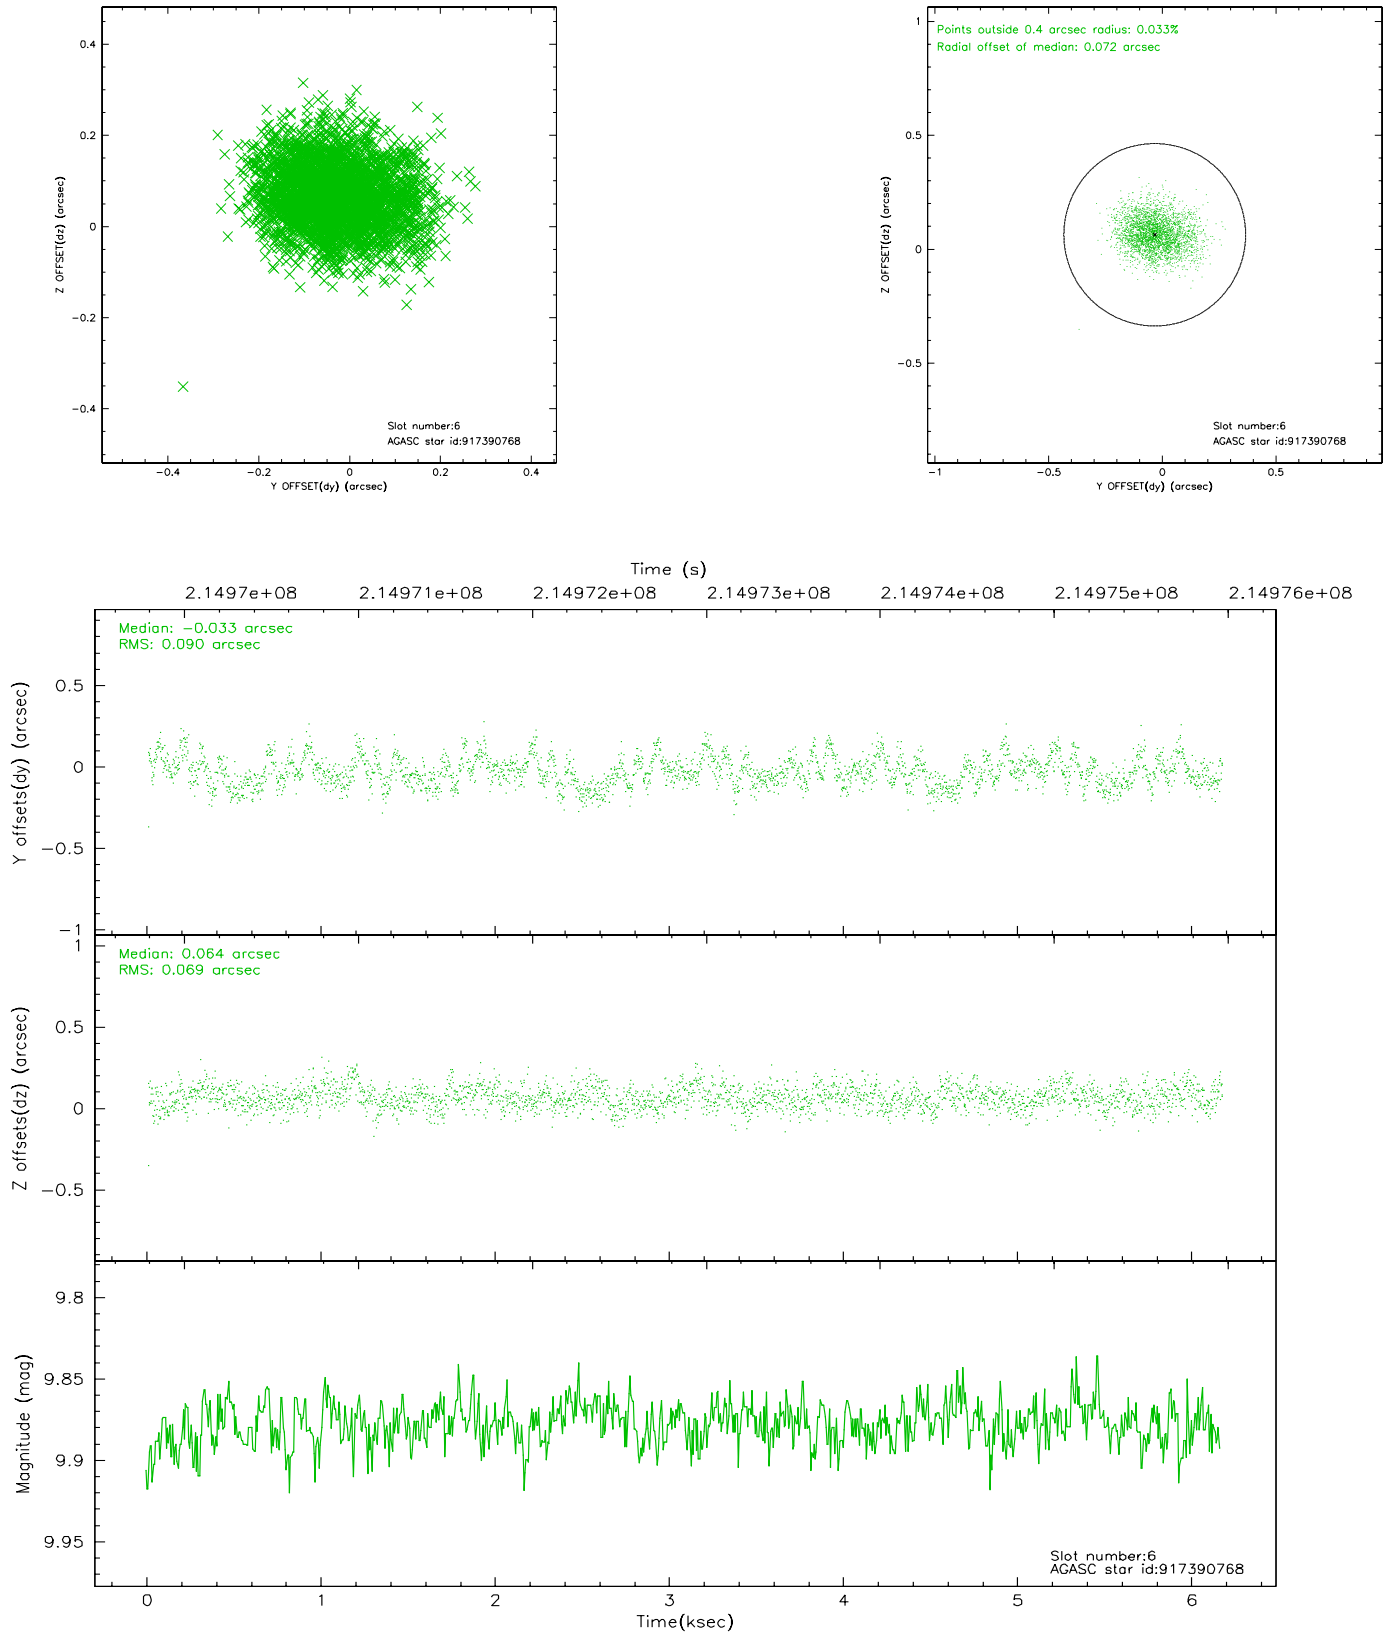 0.4
0.2
0
−0.2
−0.4
Z OFFSET(dz) (arcsec)
Slot number:6
AGASC star id:917390768
−0.4
−0.2
0
0.2
0.4
Y OFFSET(dy) (arcsec)
Points outside 0.4 arcsec radius: 0.033%
Radial offset of median: 0.072 arcsec
1
0.5
0
−0.5
Z OFFSET(dz) (arcsec)
Slot number:6
AGASC star id:917390768
−1
−0.5
0
0.5
Y OFFSET(dy) (arcsec)
Time (s)
2.1497e+08
2.14971e+08
2.14972e+08
2.14973e+08
2.14974e+08
2.14975e+08
2.14976e+08
Median: −0.033 arcsec
RMS: 0.090 arcsec
0.5
0
−0.5
−1
Y offsets(dy) (arcsec)
Median: 0.064 arcsec
RMS: 0.069 arcsec
1
0.5
0
−0.5
Z offsets(dz) (arcsec)
9.8
9.85
9.9
9.95
Magnitude (mag)
Slot number:6
AGASC star id:917390768
0
1
2
3
4
5
6
Time(ksec)